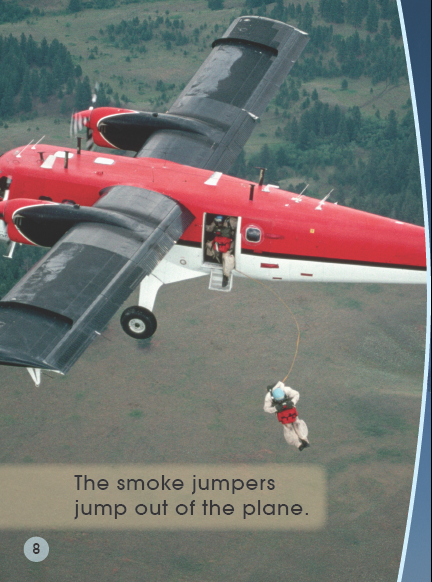 The smoke jumpers
jump out of the plane.
8